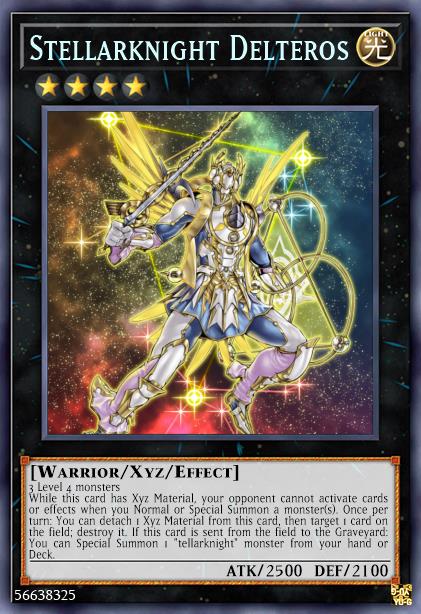 STELLARKNIGHT DELTEROS
LIGHT
光
[WARRIOR/XYZ/EFFECT]
3 Level 4 monsters
While this card has Xyz Material, your opponent cannot activate cards
or effects when you Normal or Special Summon a monster(s). Once per
turn: You can detach 1 Xyz Material from this card, then target 1 card on
the field; destroy it. If this card is sent from the field to the Graveyard:
You can Special Summon 1 "tellarknight" monster from your hand or
Deck.
ATK/2500 DEF/2100
56638325